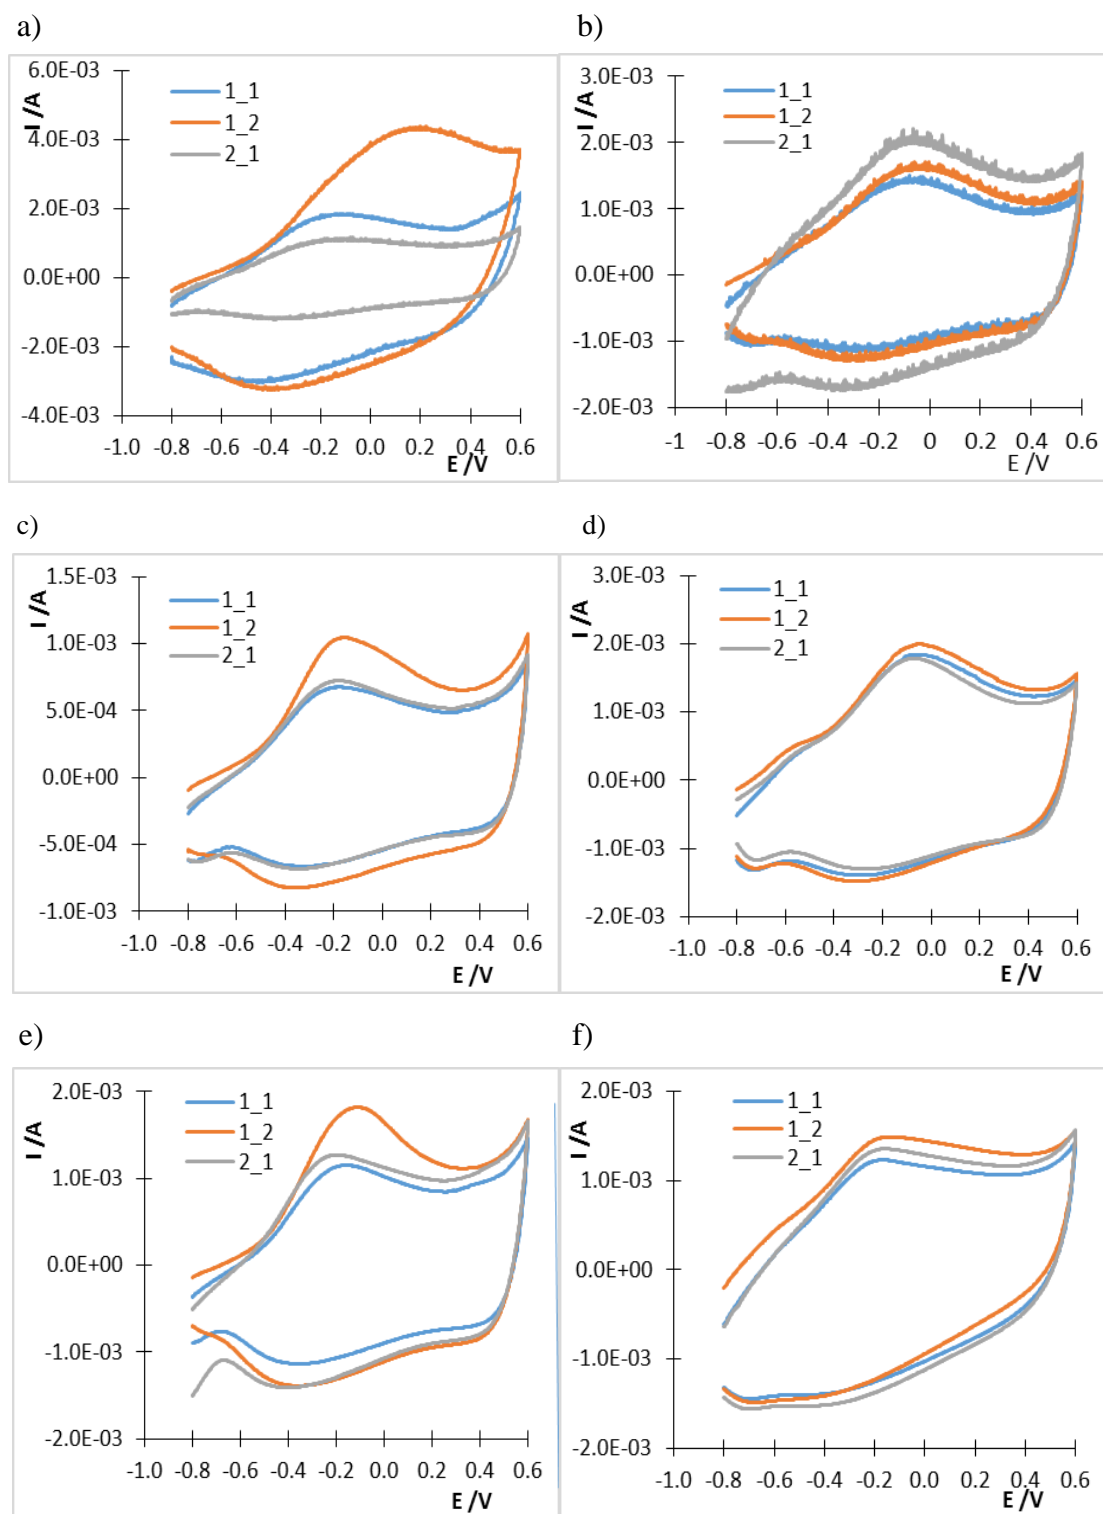 a)
6.0E-03
4.0E-03
2.0E-03
0.0E+00
-2.0E-03
-4.0E-03
I /A
1_1
1_2
2_1
-1.0 -0.8 -0.6 -0.4 -0.2 0.0 0.2 0.4 0.6
E /V
b)
3.0E-03
2.0E-03
1.0E-03
0.0E+00
-1.0E-03
-2.0E-03
I /A
1_1
1_2
2_1
-1 -0.8 -0.6 -0.4 -0.2 0 0.2 0.4 0.6
E /V
c)
1.5E-03
1.0E-03
5.0E-04
0.0E+00
-5.0E-04
-1.0E-03
I /A
1_1
1_2
2_1
-1.0 -0.8 -0.6 -0.4 -0.2 0.0 0.2 0.4 0.6
E /V
d)
3.0E-03
2.0E-03
1.0E-03
0.0E+00
-1.0E-03
-2.0E-03
I /A
1_1
1_2
2_1
-1.0 -0.8 -0.6 -0.4 -0.2 0.0 0.2 0.4 0.6
E /V
e)
2.0E-03
1.0E-03
0.0E+00
-1.0E-03
-2.0E-03
I /A
1_1
1_2
2_1
-1.0 -0.8 -0.6 -0.4 -0.2 0.0 0.2 0.4 0.6
E /V
f)
2.0E-03
1.0E-03
0.0E+00
-1.0E-03
-2.0E-03
I /A
1_1
1_2
2_1
-1.0 -0.8 -0.6 -0.4 -0.2 0.0 0.2 0.4 0.6
E /V